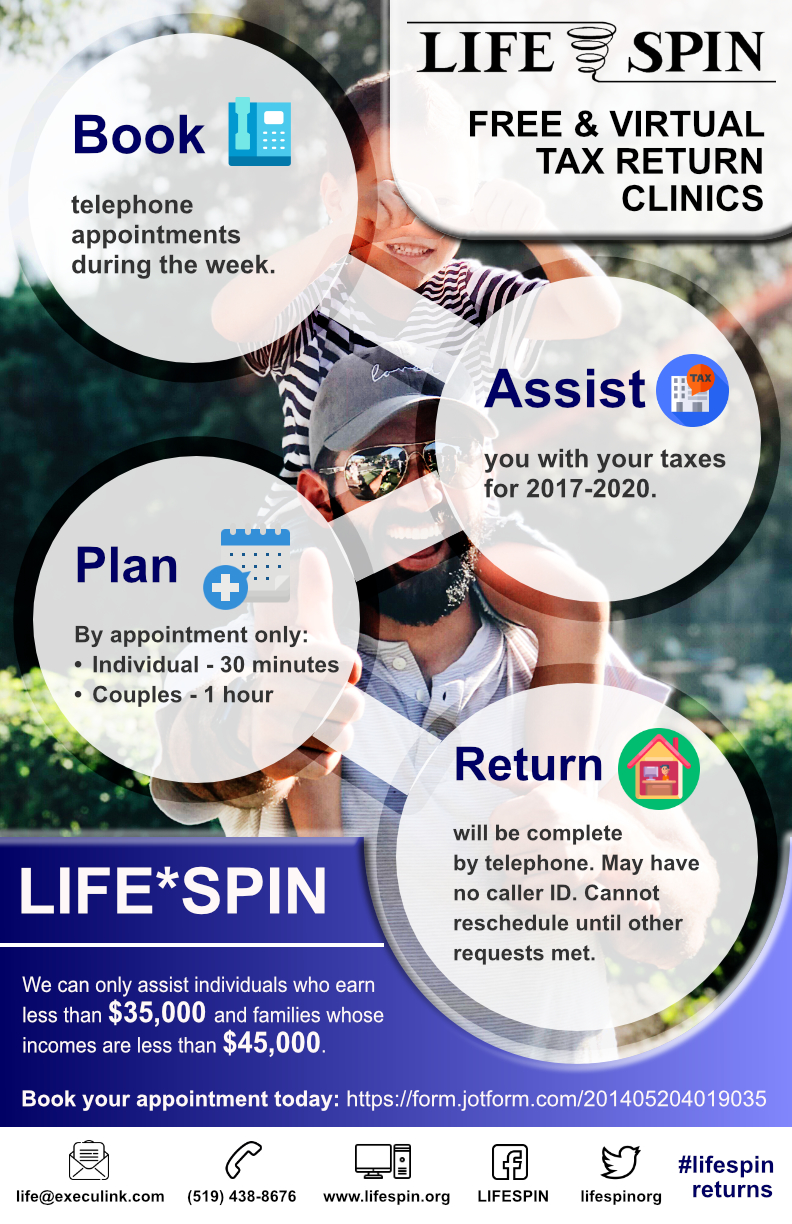 LIFE SPIN
FREE & VIRTUAL
TAX RETURN
CLINICS
Book
telephone
appointments
during the week.
Assist
TAX
you with your taxes
for 2017-2020.
Plan
By appointment only:
• Individual - 30 minutes
• Couples - 1 hour
Return
will be complete
by telephone. May have
no caller ID. Cannot
reschedule until other
requests met.
LIFE*SPIN
We can only assist individuals who earn
less than $35,000 and families whose
incomes are less than $45,000.
Book your appointment today: https://form.jotform.com/201405204019035
life@execulink.com
(519) 438-8676
www.lifespin.org
LIFESPIN
lifespinorg
#lifespin
returns